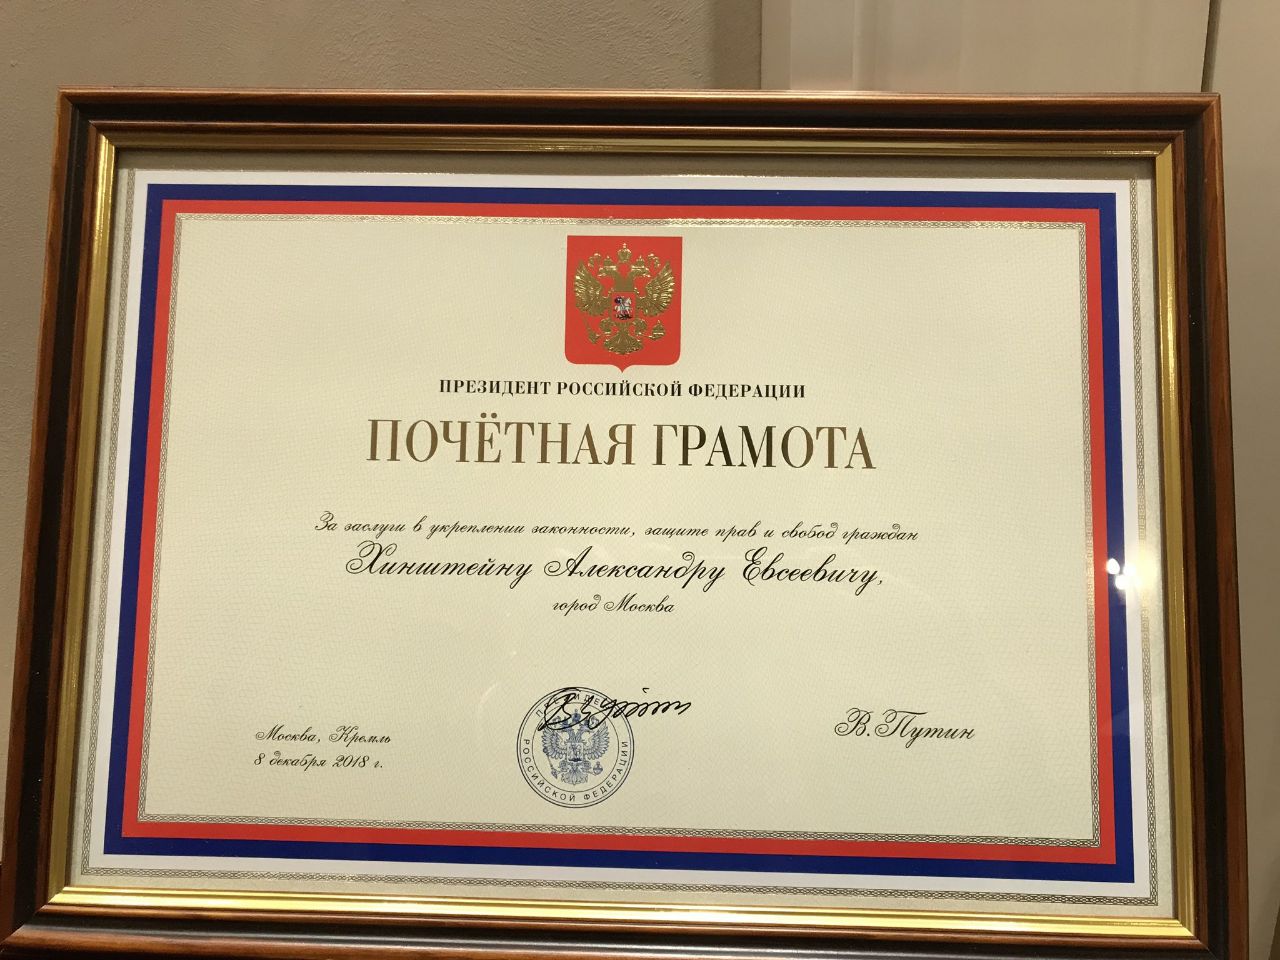 ПРЕЗИДЕНТ РОССИЙСКОЙ ФЕДЕРАЦИИ
ПОЧЁТНАЯ ГРАМОТА
За заслуги в укреплении законности, защите прав и свобод граждан
Хинштейну Александру Евсеевичу,
город Москва
Москва, Кремль
8 декабря 2018 г.
ПРЕЗИДЕНТ
РОССИЙСКОЙ ФЕДЕРАЦИИ
В.Путин